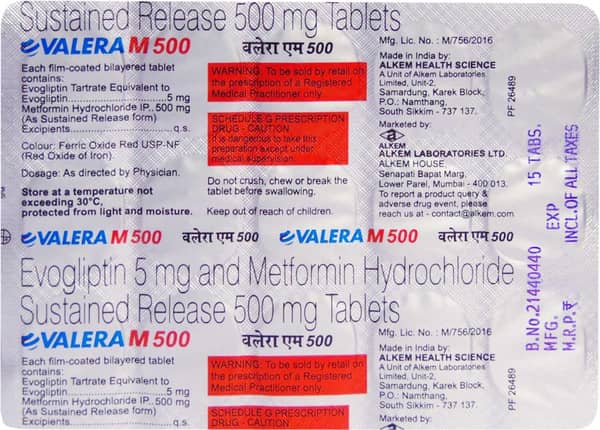 Sustained Release 500 mg Tablets
eVALERA M 500 वलेरा एम 500
Each film-coated bilayered tablet
contains:
Evogliptin Tartrate Equivalent to
Evogliptin..............................5 mg
Metformin Hydrochloride IP..500 mg
(As Sustained Release form)
Excipients..............................q.s.
Colour: Ferric Oxide Red USP-NF
(Red Oxide of Iron).
Dosage: As directed by Physician.
Store at a temperature not
exceeding 30°C,
protected from light and moisture.
WARNING: To be sold by retail on
the prescription of a Registered
Medical Practitioner only.
SCHEDULE G PRESCRIPTION
DRUG - CAUTION
It is dangerous to take this
preparation except under
medical supervision.
Do not crush, chew or break
the tablet before swallowing.
Keep out of reach of children.
Mfg. Lic. No. : M/756/2016
Made in India by:
ALKEM HEALTH SCIENCE
A Unit of Alkem Laboratories
Limited, Unit-2,
Samardung, Karek Block,
P.O.: Namthang,
South Sikkim - 737 137.
Marketed by:
ALKEM
ALKEM LABORATORIES LTD.
ALKEM HOUSE,
Senapati Bapat Marg,
Lower Parel, Mumbai - 400 013.
To report a product query &
adverse drug event, please
reach us at - contact@alkem.com
PF 26489
15 TABS.
EXP INCL.OF ALL TAXES
B.No.21440440
MFG.
M.R.P.₹
eVALERA M 500 वलेरा एम 500 eVALERA M 500 वलेरा एम 500
Evogliptin 5 mg and Metformin Hydrochloride
Sustained Release 500 mg Tablets
eVALERA M 500 वलेरा एम 500
Each film-coated bilayered tablet
contains:
Evogliptin Tartrate Equivalent to
Evogliptin..............................5 mg
Metformin Hydrochloride IP..500 mg
(As Sustained Release form)
Excipients..............................q.s.
WARNING: To be sold by retail on
the prescription of a Registered
Medical Practitioner only.
SCHEDULE G PRESCRIPTION
DRUG - CAUTION
Mfg. Lic. No. : M/756/2016
Made in India by:
ALKEM HEALTH SCIENCE
A Unit of Alkem Laboratories
Limited, Unit-2,
Samardung, Karek Block,
P.O.: Namthang,
South Sikkim - 737 137.
Marketed by:
PF 26489